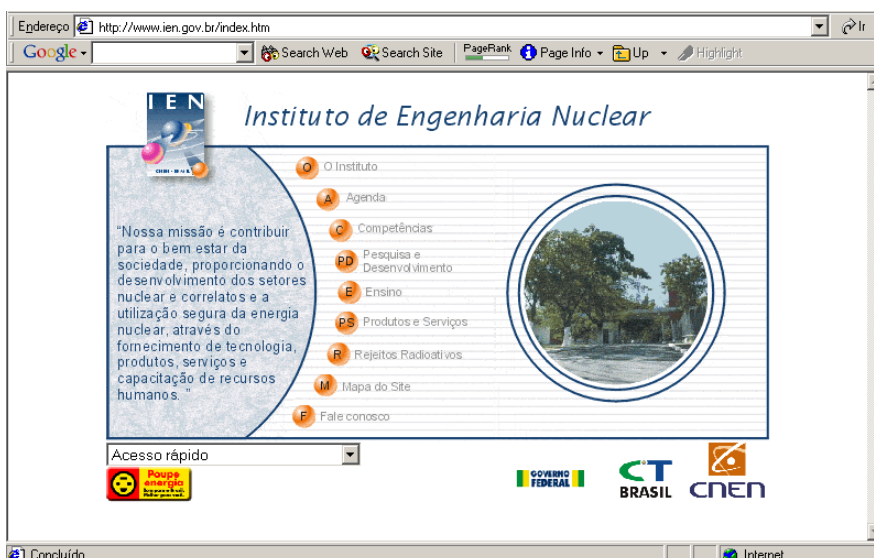 Endereço http://www.ien.gov.br/index.htm Ir
Google Search Web Search Site PageRank Page Info Up Highlight
IEN
CNEN - BRASIL
Instituto de Engenharia Nuclear
"Nossa missão é contribuir
para o bem estar da
sociedade, proporcionando o
desenvolvimento dos setores
nuclear e correlatos e a
utilização segura da energia
nuclear, através do
fornecimento de tecnologia,
produtos, serviços e
capacitação de recursos
humanos. "
O O Instituto
A Agenda
C Competências
PD Pesquisa e
Desenvolvimento
E Ensino
PS Produtos e Serviços
R Rejeitos Radioativos
M Mapa do Site
F Fale conosco
Acesso rápido
Poupe
energia
GOVERNO
FEDERAL
CT
BRASIL
CNEN
Concluído Internet